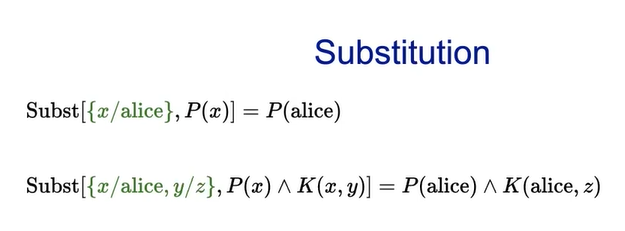 Substitution
Subst[{x/alice}, P(x)] = P(alice)
Subst[{x/alice, y/z}, P(x) ∧ K(x, y)] = P(alice) ∧ K(alice, z)